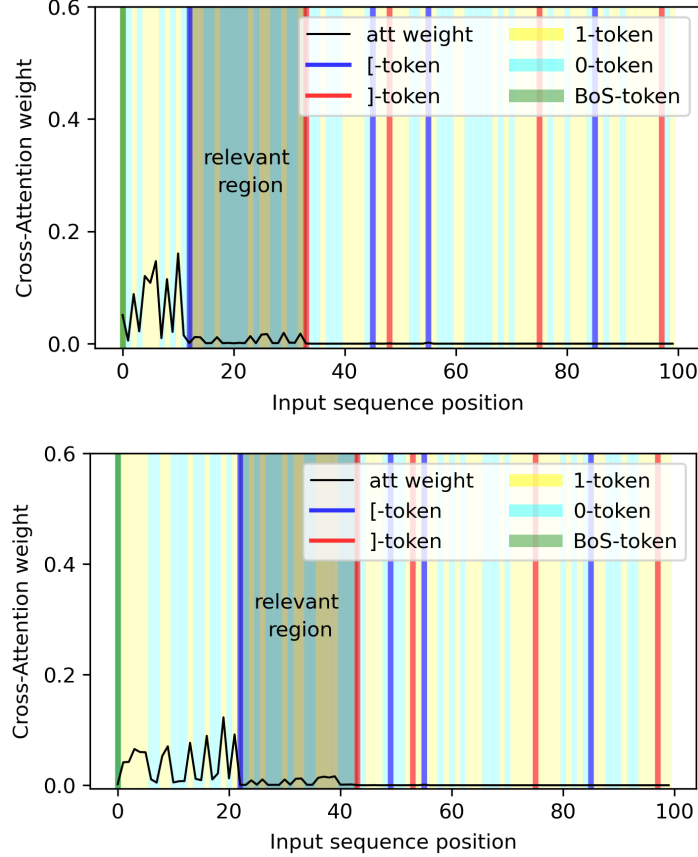 0.6
0.4
0.2
0.0
Cross-Attention weight
att weight
[-token
]-token
1-token
0-token
BoS-token
relevant
region
0 20 40 60 80 100
Input sequence position
0.6
0.4
0.2
0.0
Cross-Attention weight
att weight
[-token
]-token
1-token
0-token
BoS-token
relevant
region
0 20 40 60 80 100
Input sequence position